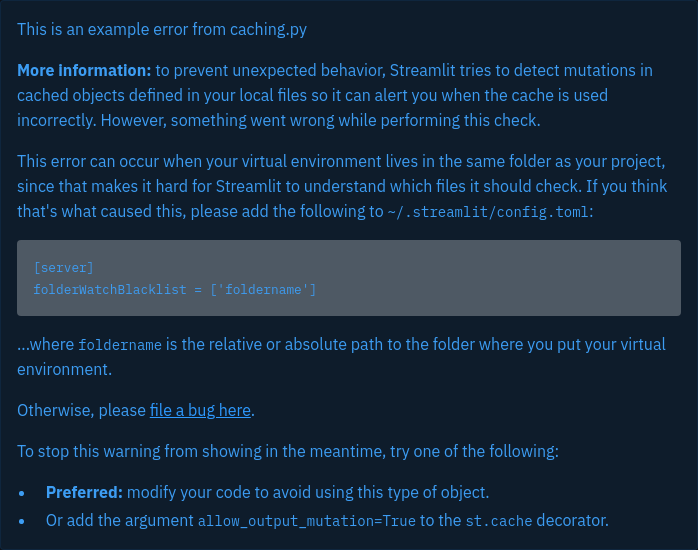 This is an example error from caching.py
More information: to prevent unexpected behavior, Streamlit tries to detect mutations in
cached objects defined in your local files so it can alert you when the cache is used
incorrectly. However, something went wrong while performing this check.
This error can occur when your virtual environment lives in the same folder as your project,
since that makes it hard for Streamlit to understand which files it should check. If you think
that's what caused this, please add the following to ~/.streamlit/config.toml:
[server]
folderWatchBlacklist = ['foldername']
...where foldername is the relative or absolute path to the folder where you put your virtual
environment.
Otherwise, please file a bug here.
To stop this warning from showing in the meantime, try one of the following:
• Preferred: modify your code to avoid using this type of object.
• Or add the argument allow_output_mutation=True to the st.cache decorator.